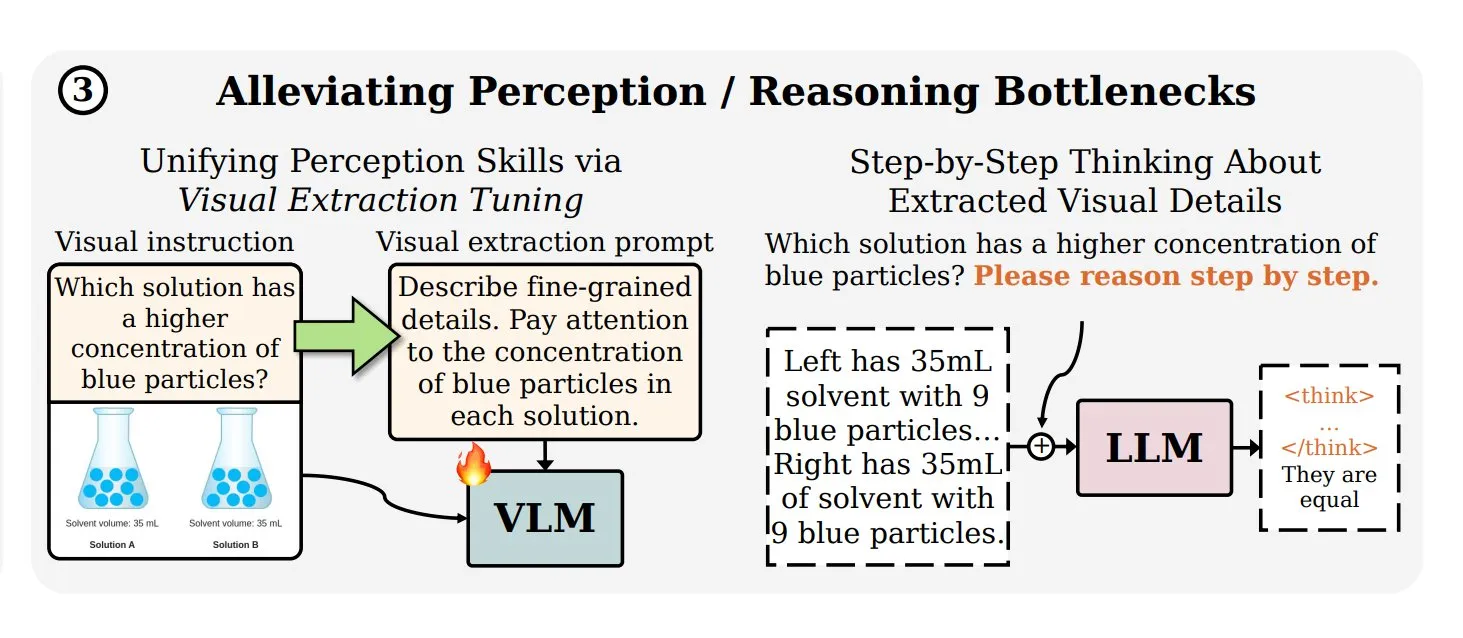 3
Alleviating Perception / Reasoning Bottlenecks
Unifying Perception Skills via
Visual Extraction Tuning
Visual instruction
Which solution has
a higher
concentration of
blue particles?
Solvent volume: 35 mL
Solvent volume: 35 mL
Solution A
Solution B
Visual extraction prompt
Describe fine-grained
details. Pay attention
to the concentration
of blue particles in
each solution.
VLM
Step-by-Step Thinking About
Extracted Visual Details
Which solution has a higher concentration of
blue particles? Please reason step by step.
Left has 35mL
solvent with 9
blue particles...
Right has 35mL
of solvent with
9 blue particles.
+
LLM
<think>
...
</think>
They are
equal